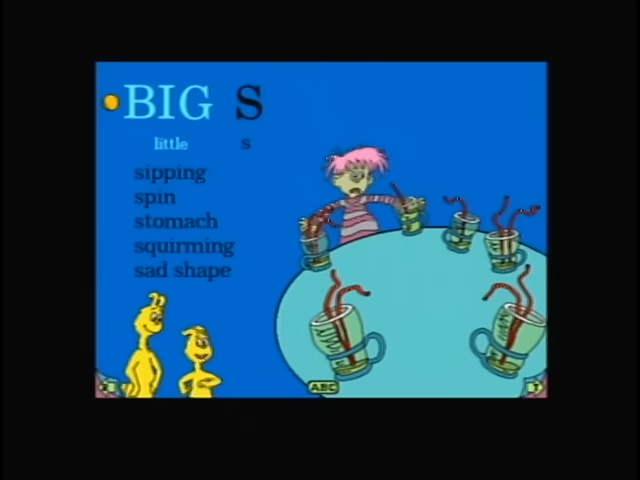 BIG S
little s
sipping
spin
stomach
squirming
sad shape
ABC
?